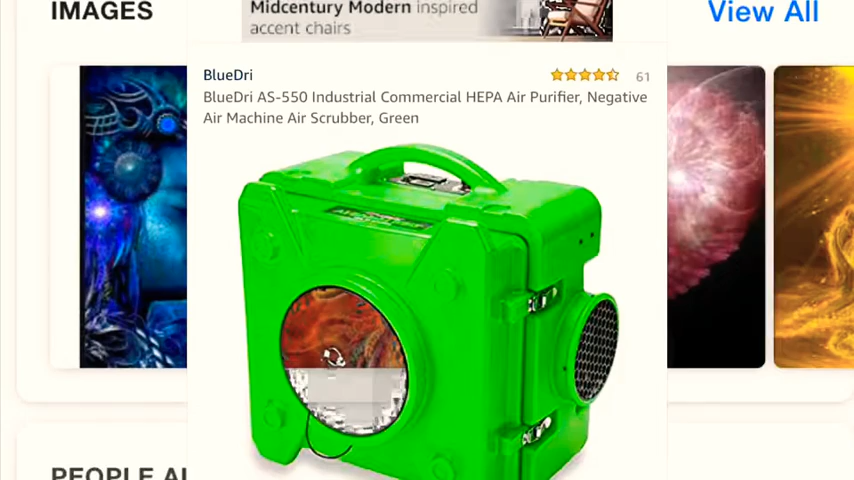 IMAGES
View All
Midcentury Modern inspired
accent chairs
BlueDri
61
BlueDri AS-550 Industrial Commercial HEPA Air Purifier, Negative
Air Machine Air Scrubber, Green
PEOPLE AL